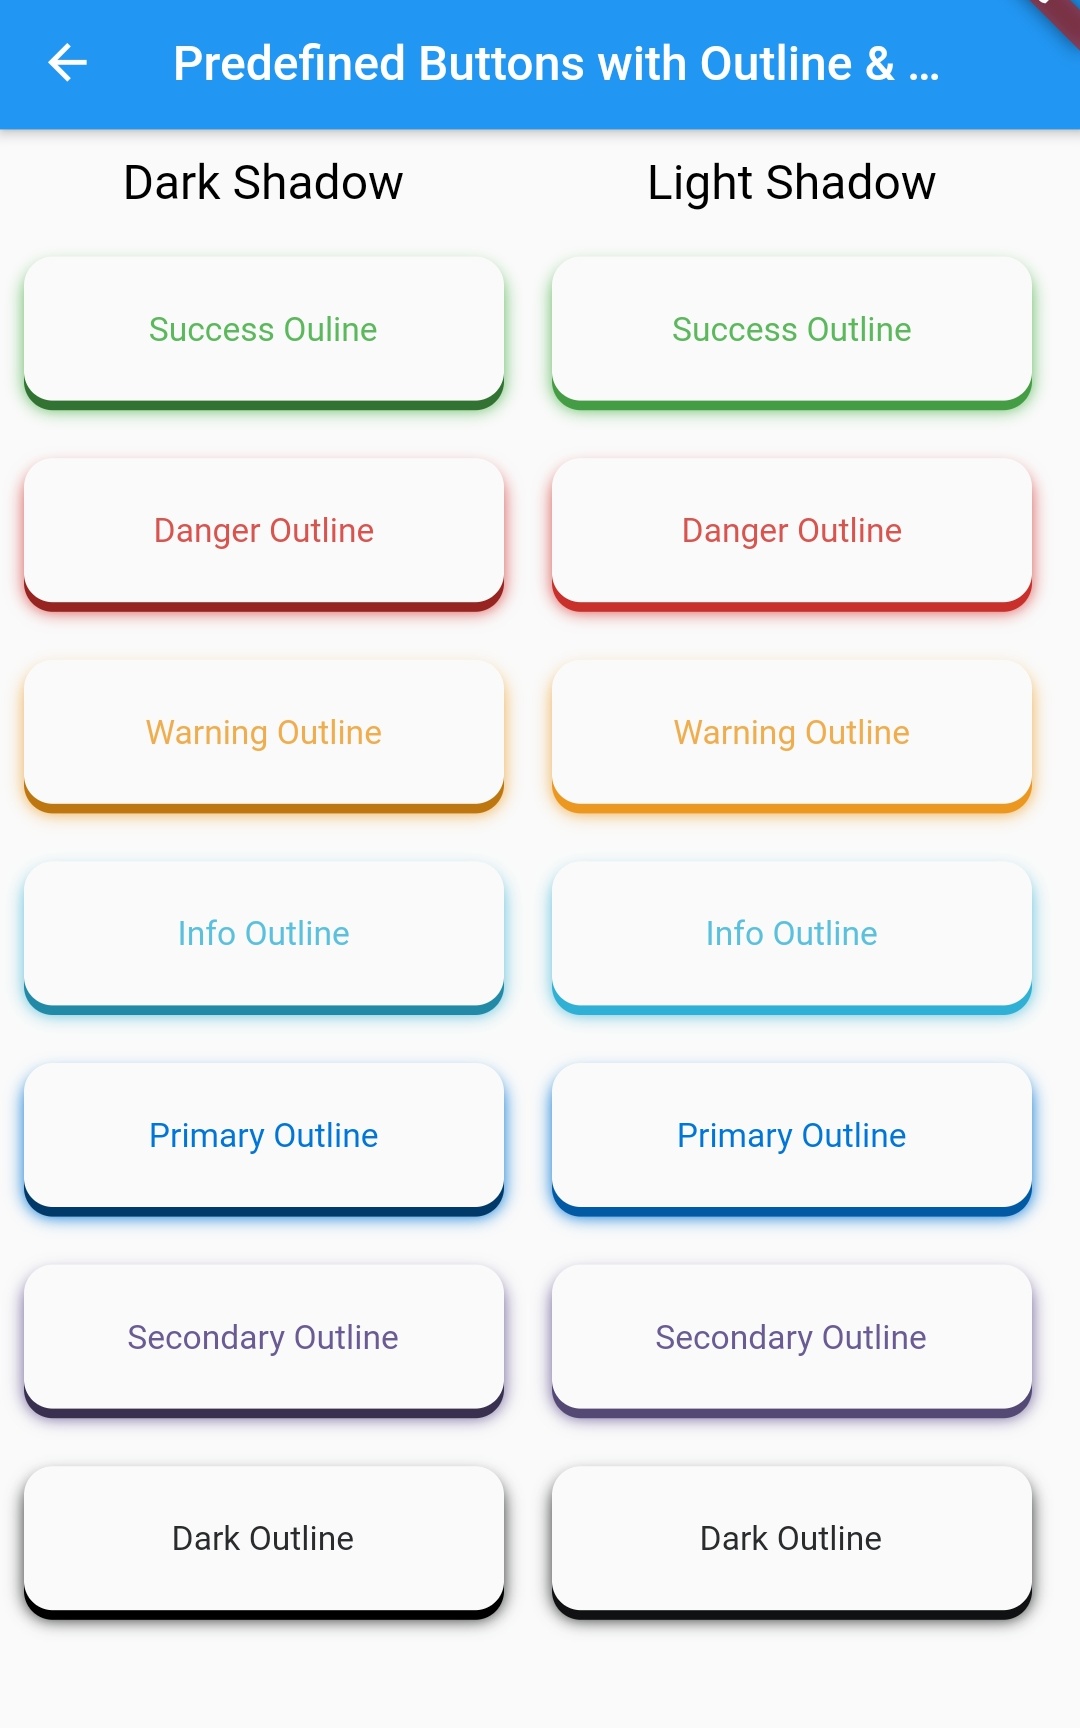 Predefined Buttons with Outline & ...
Dark Shadow Light Shadow
Success Ouline Success Outline
Danger Outline Danger Outline
Warning Outline Warning Outline
Info Outline Info Outline
Primary Outline Primary Outline
Secondary Outline Secondary Outline
Dark Outline Dark Outline